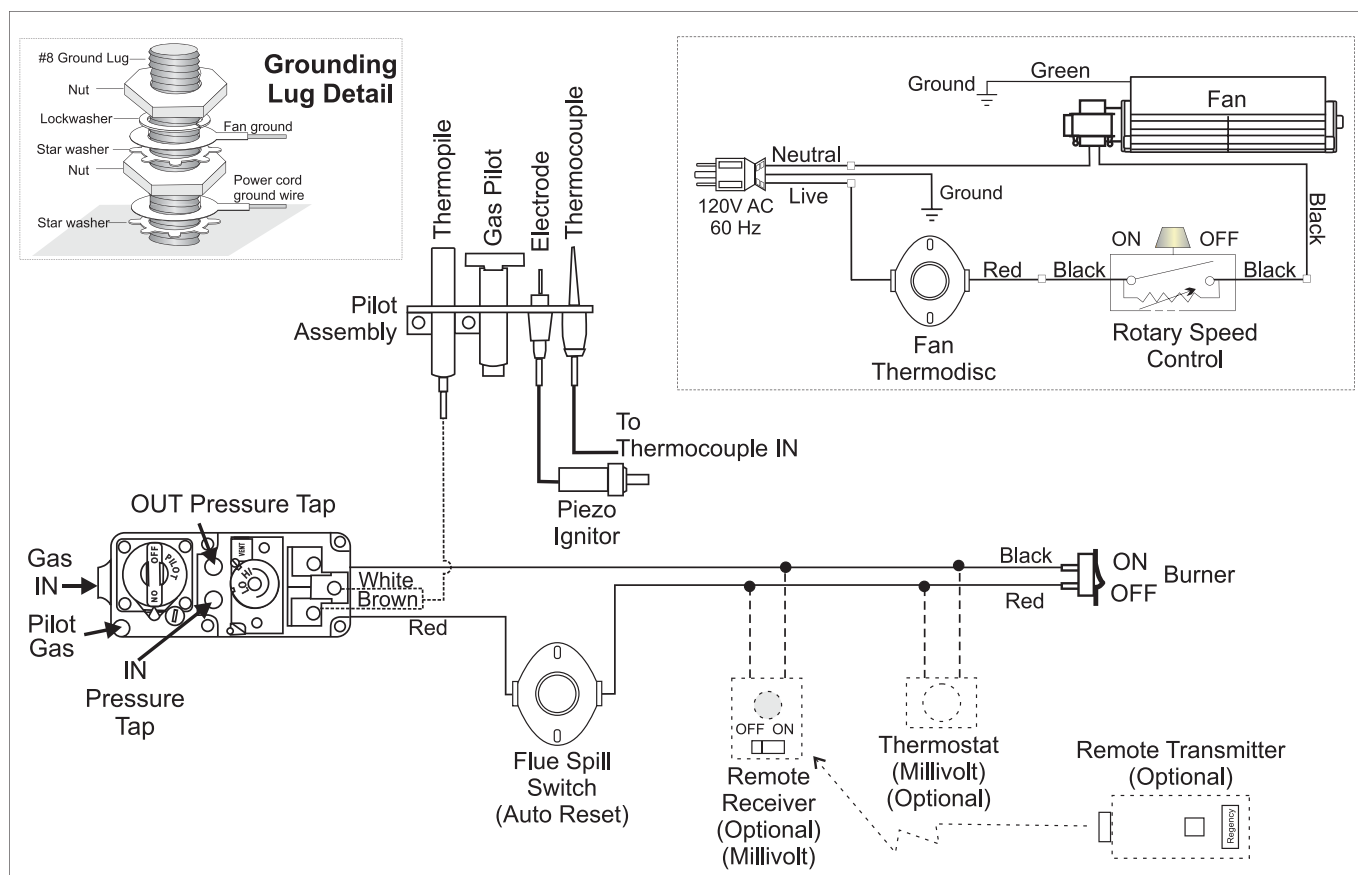 #8 Ground Lug
Nut
Lockwasher
Star washer
Nut
Star washer
Grounding
Lug Detail
Fan ground
Power cord
ground wire
Ground
Green
Fan
Neutral
Live
Ground
120V AC
60 Hz
Black
ON OFF
Red
Black
Black
Fan
Thermodisc
Rotary Speed
Control
Thermopile
Gas Pilot
Electrode
Thermocouple
Pilot
Assembly
To
Thermocouple IN
Piezo
Ignitor
OUT Pressure Tap
Gas
IN
Pilot
Gas
IN
Pressure
Tap
OFF
PILOT
ON
VENT
LO HI
White
Brown
Red
Flue Spill
Switch
(Auto Reset)
Black
Red
ON
OFF
Burner
OFF ON
Remote
Receiver
(Optional)
(Millivolt)
Thermostat
(Millivolt)
(Optional)
Remote Transmitter
(Optional)
Regency